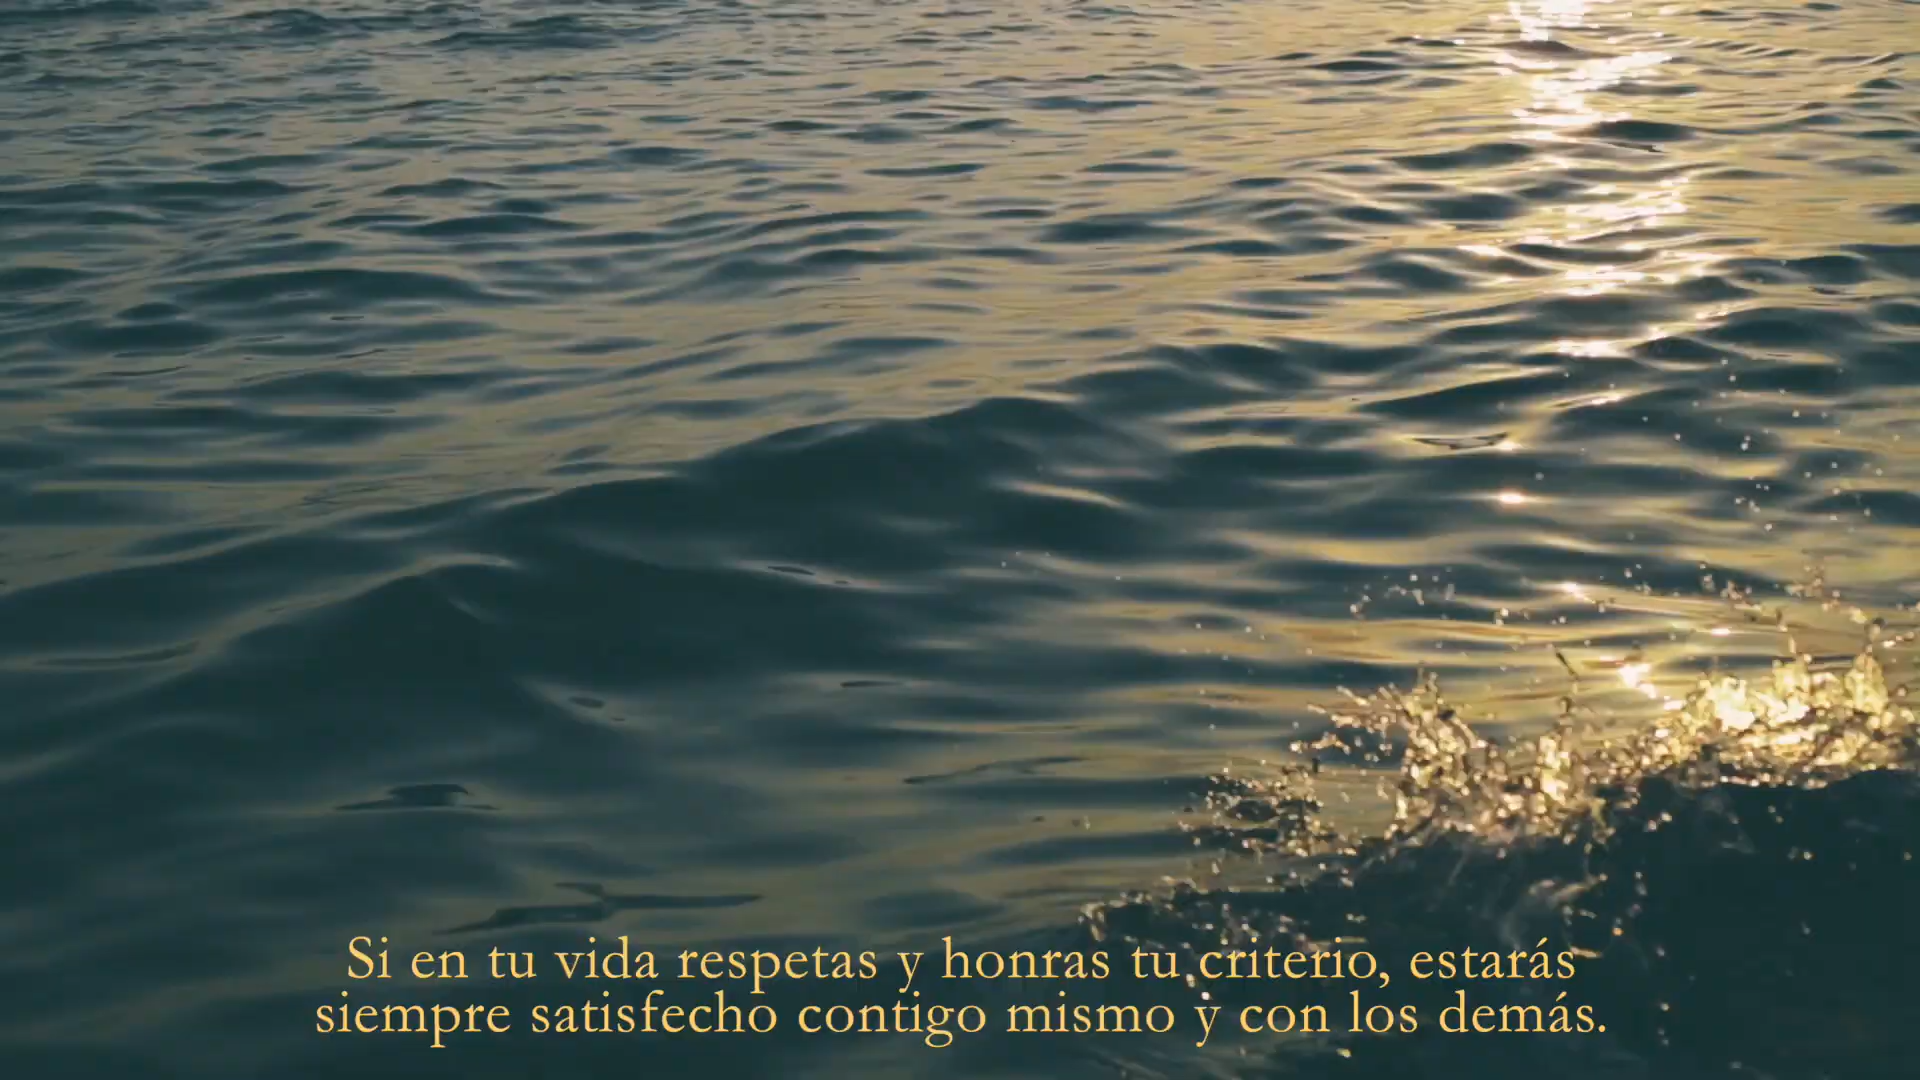 Si en tu vida respetas y honras tu criterio, estarás
siempre satisfecho contigo mismo y con los demás.